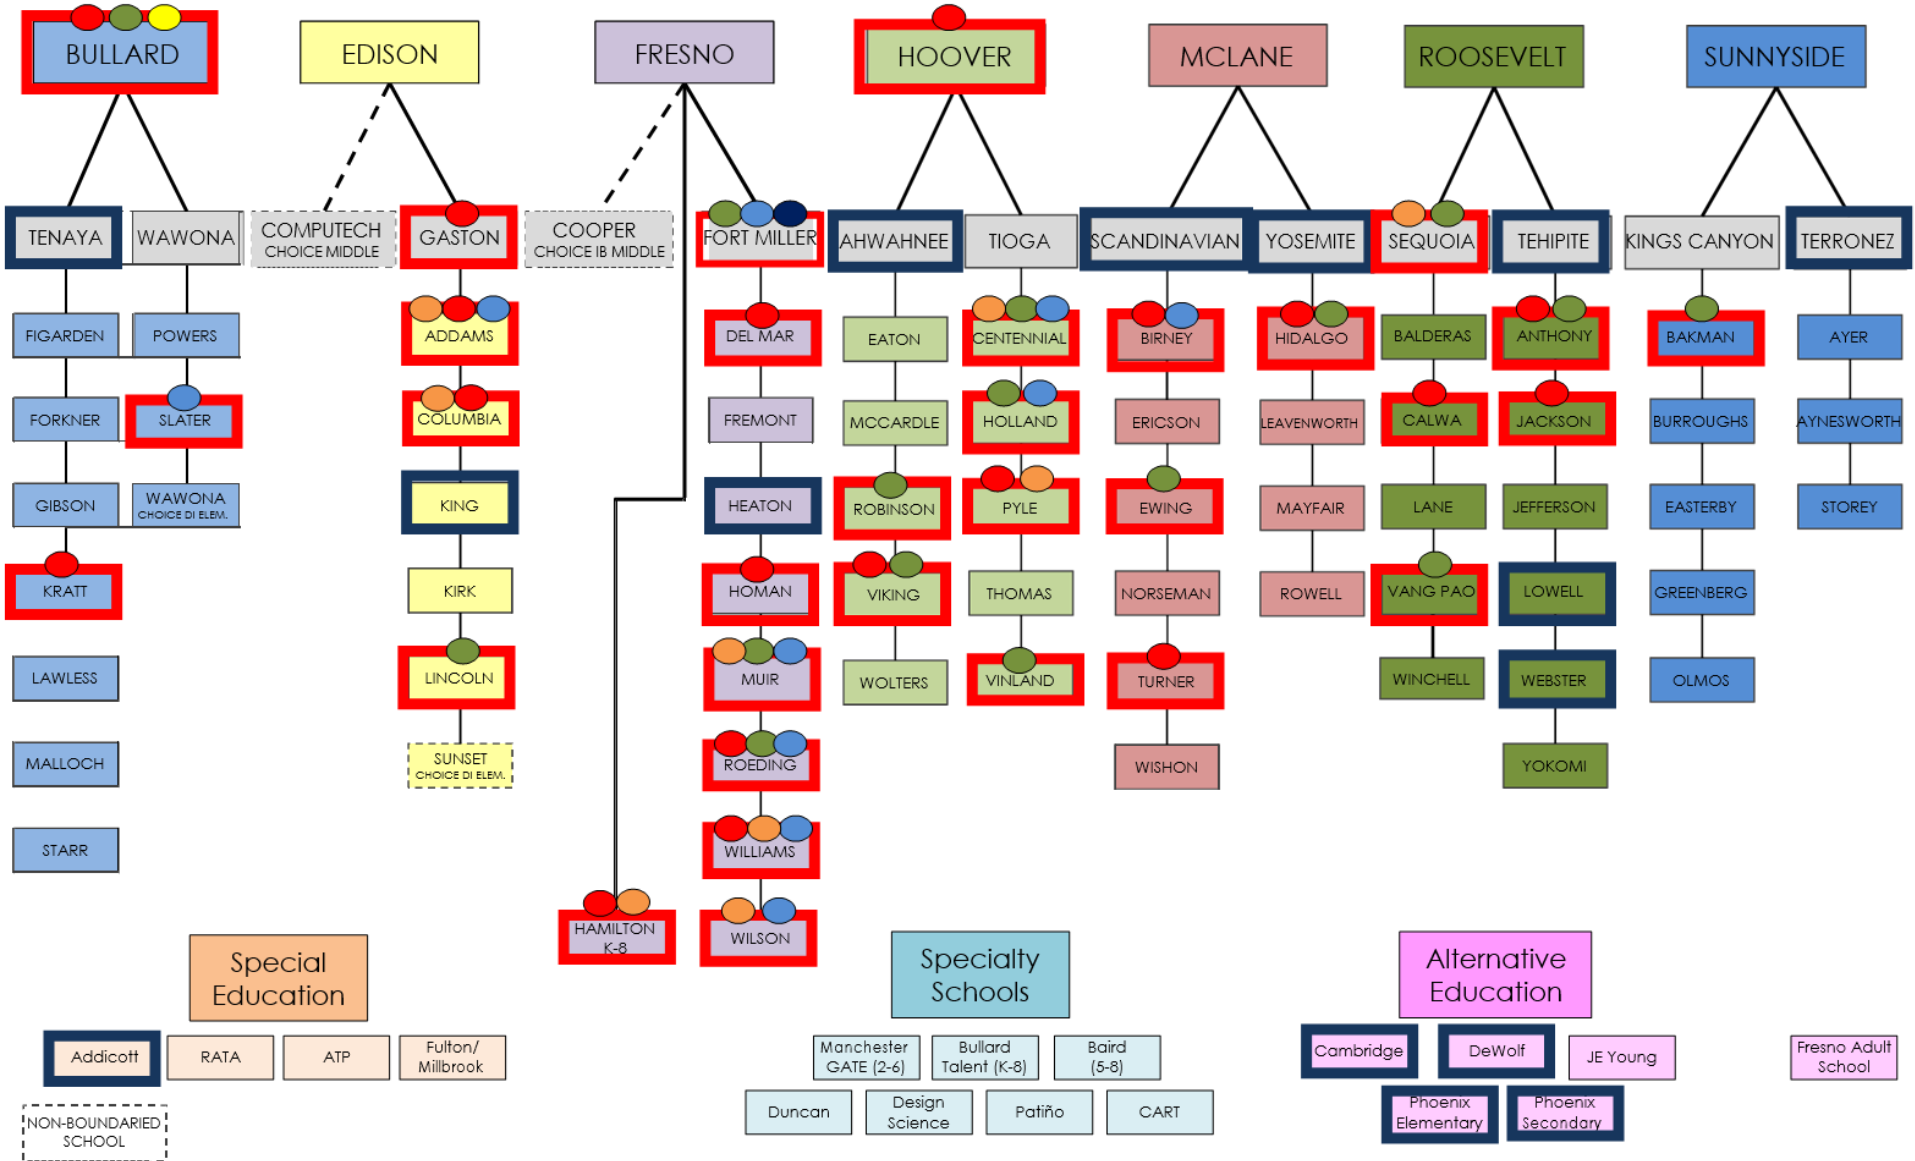 BULLARD
EDISON
FRESNO
HOOVER
MCLANE
ROOSEVELT
SUNNYSIDE
TENAYA
WAWONA
COMPUTECH
CHOICE MIDDLE
GASTON
COOPER
CHOICE IB MIDDLE
FORT MILLER
AHWAHNEE
TIOGA
SCANDINAVIAN
YOSEMITE
SEQUOIA
TEHIPITE
KINGS CANYON
TERRONEZ
FIGARDEN
POWERS
ADDAMS
DEL MAR
EATON
CENTENNIAL
BIRNEY
HIDALGO
BALDERAS
ANTHONY
BAKMAN
AYER
FORKNER
SLATER
COLUMBIA
FREMONT
MCCARDLE
HOLLAND
ERICSON
LEAVENWORTH
CALWA
JACKSON
BURROUGHS
AYNESWORTH
GIBSON
WAWONA
CHOICE DI ELEM.
KING
HEATON
ROBINSON
PYLE
EWING
MAYFAIR
LANE
JEFFERSON
EASTERBY
STOREY
KRATT
KIRK
HOMAN
VIKING
THOMAS
NORSEMAN
ROWELL
VANG PAO
LOWELL
GREENBERG
LAWLESS
LINCOLN
MUIR
WOLTERS
VINLAND
TURNER
WINCHELL
WEBSTER
OLMOS
MALLOCH
SUNSET
CHOICE DI ELEM.
ROEDING
WISHON
YOKOMI
STARR
WILLIAMS
HAMILTON
K-8
WILSON
Special
Education
Specialty
Schools
Alternative
Education
Addicott
RATA
ATP
Fulton/
Millbrook
Manchester
GATE (2-6)
Bullard
Talent (K-8)
Baird
(5-8)
Cambridge
DeWolf
JE Young
Fresno Adult
School
Duncan
Design
Science
Patiño
CART
Phoenix
Elementary
Phoenix
Secondary
NON-BOUNDARIED
SCHOOL